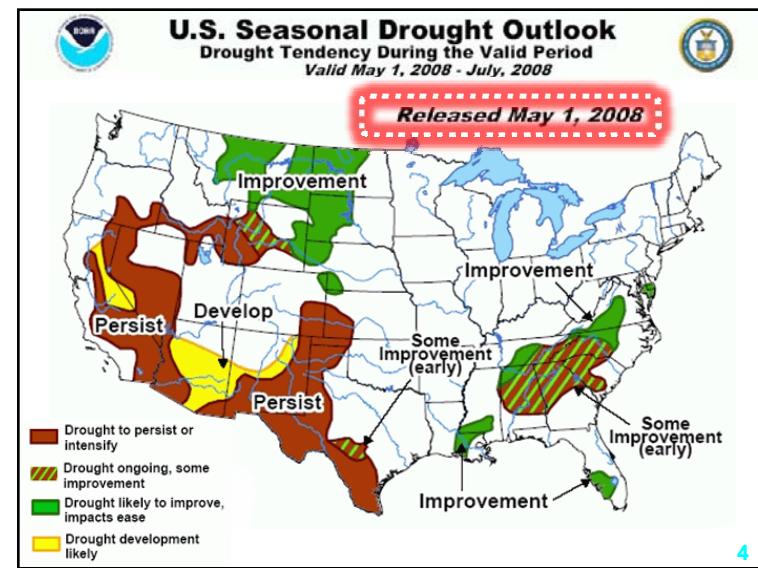 NOAA
U.S. Seasonal Drought Outlook
Drought Tendency During the Valid Period
Valid May 1, 2008 - July, 2008
Released May 1, 2008
Improvement
Improvement
Develop
Persist
Some
Improvement
(early)
Persist
Some
Improvement
(early)
Improvement
Drought to persist or
intensify
Drought ongoing, some
improvement
Drought likely to improve,
impacts ease
Drought development
likely
4